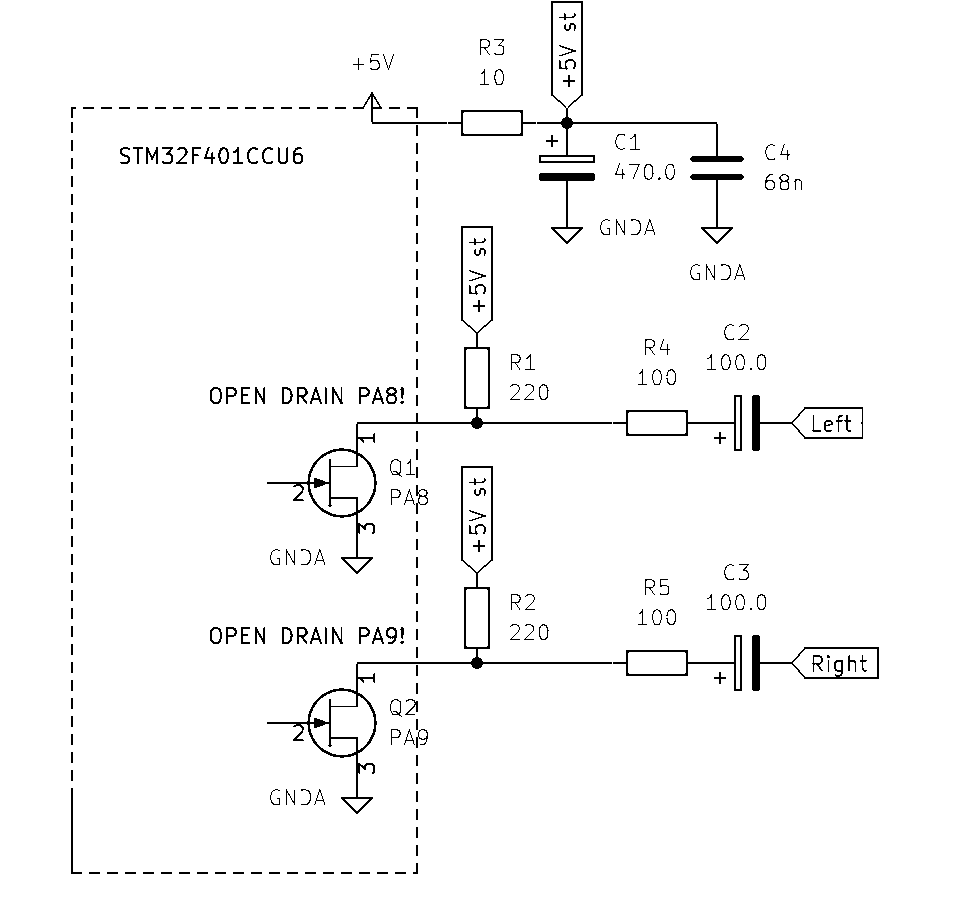 +5V st
R3
10
+5V
STM32F401CCU6
+
C1
470.0
C4
68n
GNDA
GNDA
+5V st
R1
220
R4
100
C2
100.0
OPEN DRAIN PA8!
+
Left
1
Q1
PA8
2
3
GNDA
+5V st
R2
220
R5
100
C3
100.0
OPEN DRAIN PA9!
+
Right
1
Q2
PA9
2
3
GNDA